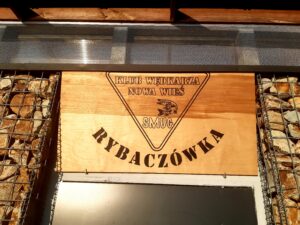 KLUB WĘDKARZA
NOWA WIEŚ
SMUG
RYBACZÓWKA